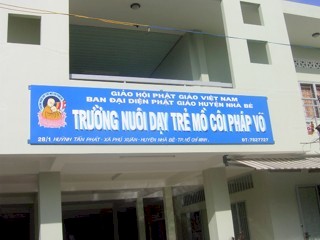 GIÁO HỘI PHẬT GIÁO VIỆT NAM
BAN ĐẠI DIỆN PHẬT GIÁO HUYỆN NHÀ BÈ
TRƯỜNG NUÔI DẠY TRẺ MỒ CÔI PHÁP VÕ
28/1 HUỲNH TẤN PHÁT - XÃ PHÚ XUÂN - HUYỆN NHÀ BÈ - TP. HỒ CHÍ MINH